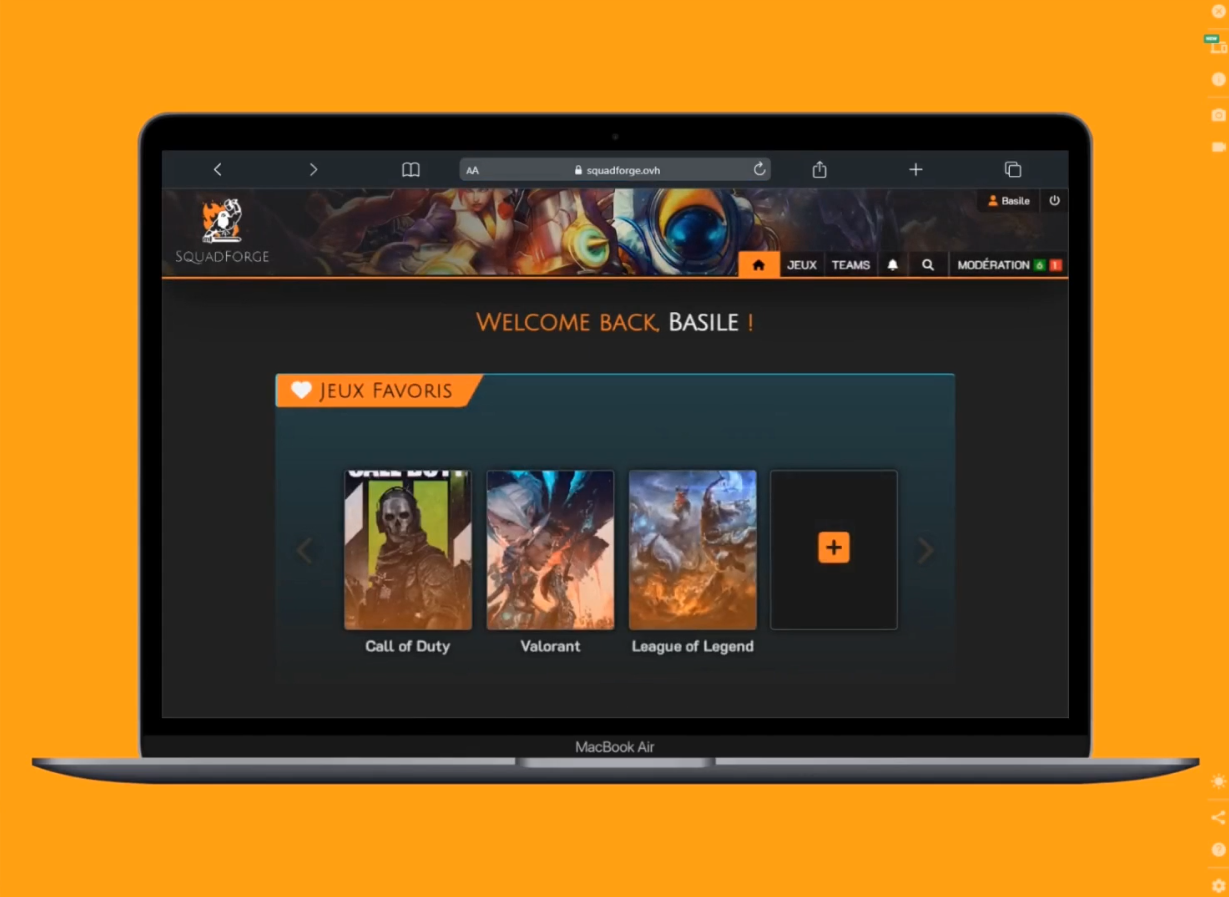 NEW
AA
squadforge.ovh
Basile
SQUADFORGE
JEUX
TEAMS
MODÉRATION 6 1
WELCOME BACK, BASILE !
JEUX FAVORIS
CALL OF DUTY
Call of Duty
Valorant
League of Legend
MacBook Air